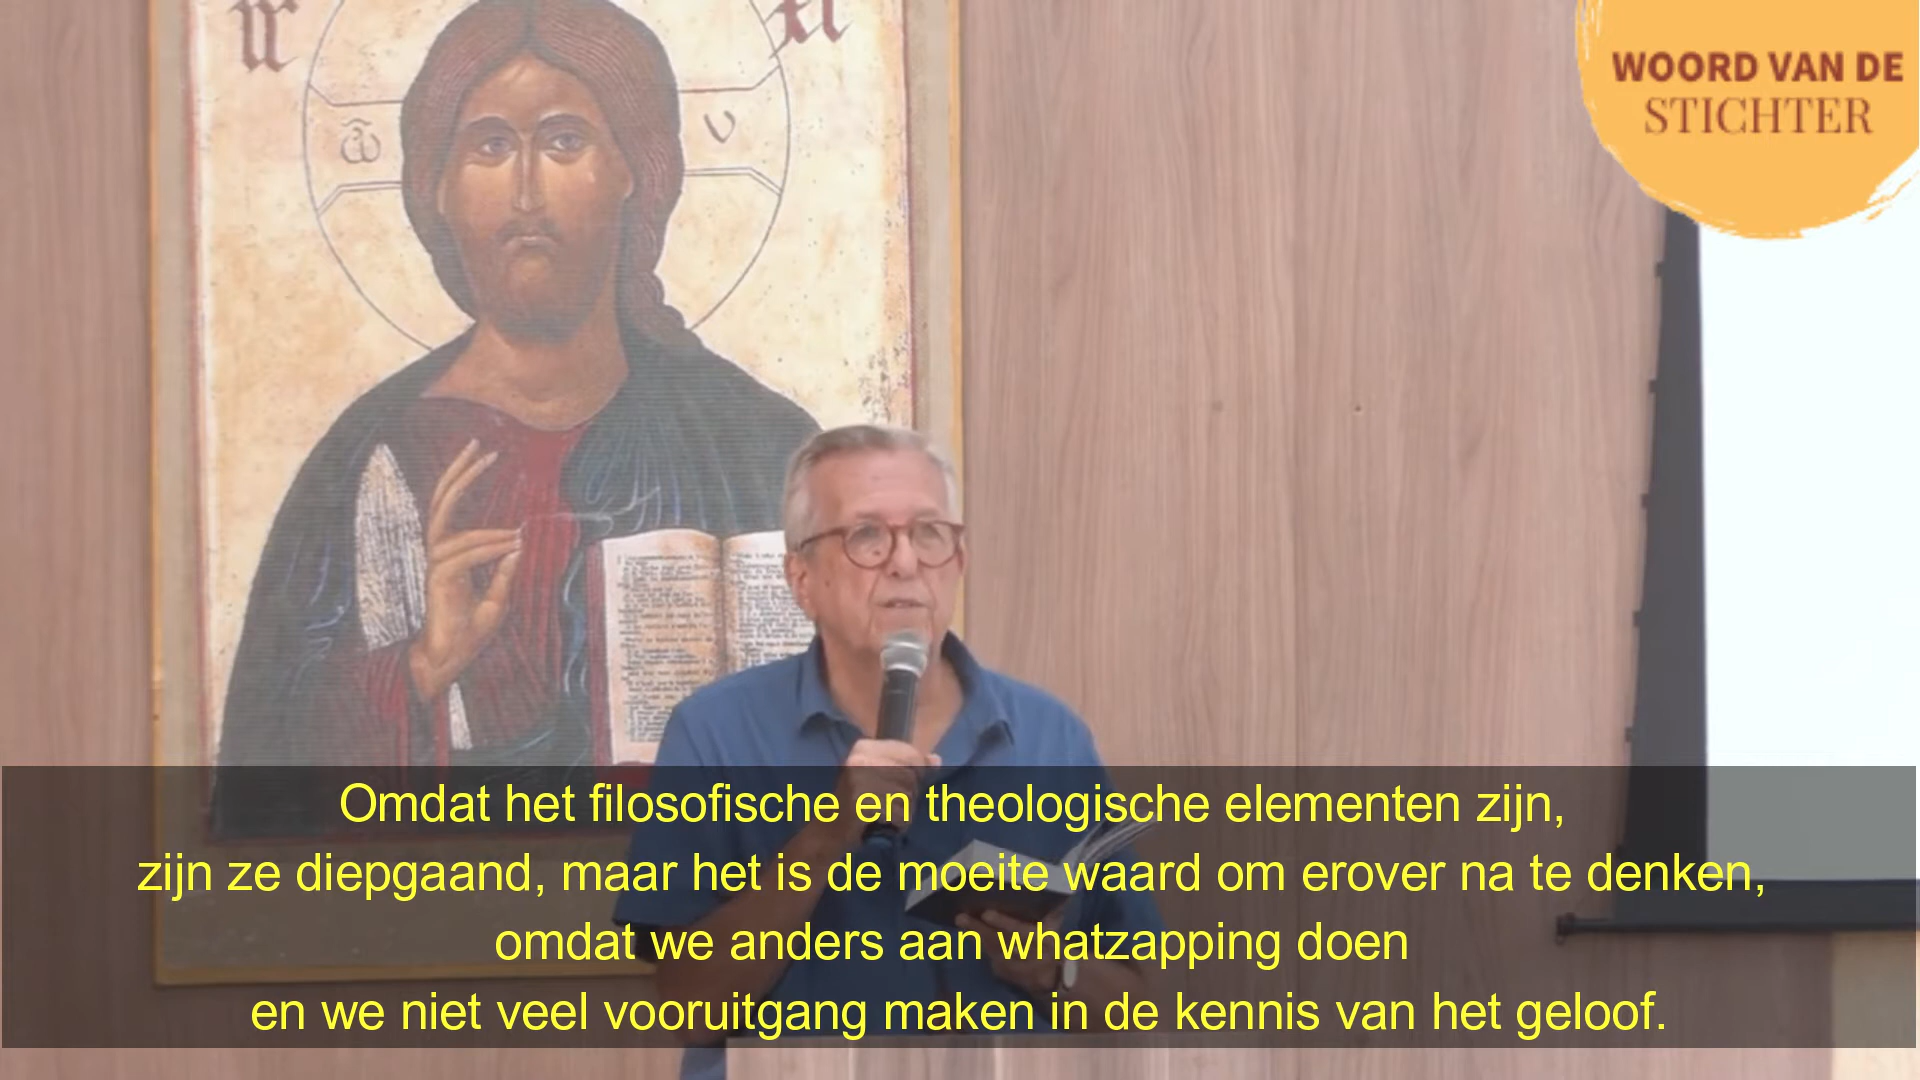 WOORD VAN DE
STICHTER
ω
ν
Omdat het filosofische en theologische elementen zijn,
zijn ze diepgaand, maar het is de moeite waard om erover na te denken,
omdat we anders aan whatzapping doen
en we niet veel vooruitgang maken in de kennis van het geloof.